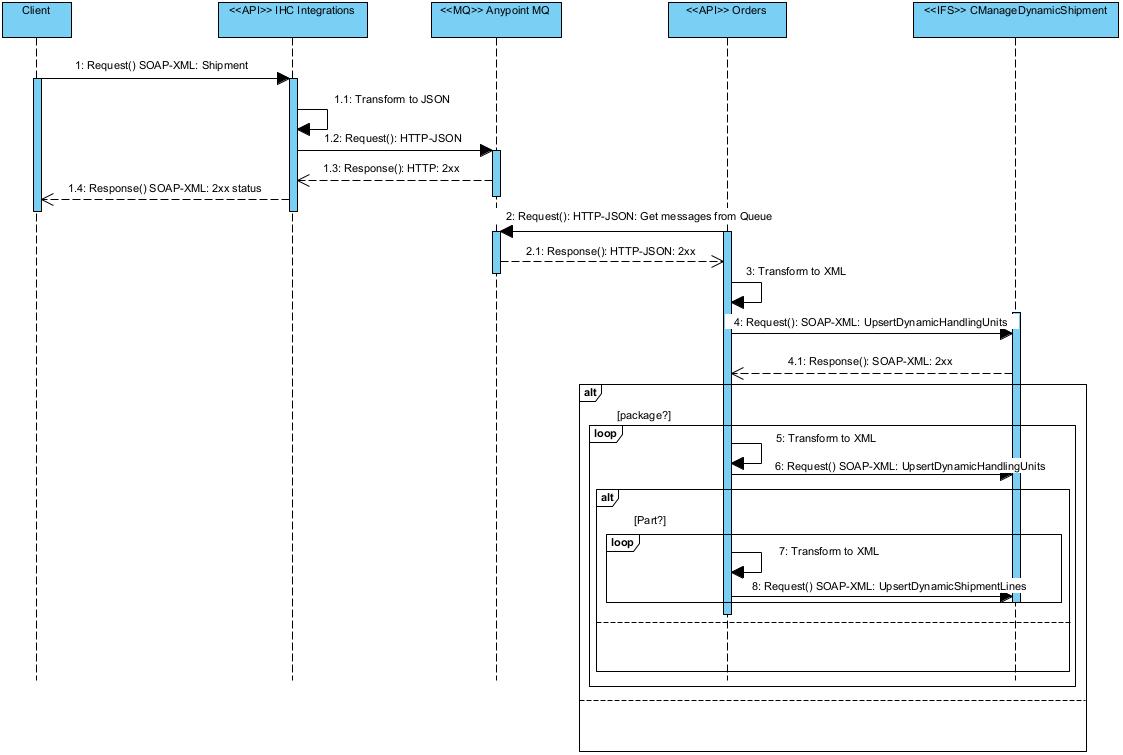 Client
<<API>> IHC Integrations
<<MQ>> Anypoint MQ
<<API>> Orders
<<IFS>> CManageDynamicShipment
1: Request() SOAP-XML: Shipment
1.1: Transform to JSON
1.2: Request(): HTTP-JSON
1.3: Response(): HTTP: 2xx
1.4: Response() SOAP-XML: 2xx status
2: Request(): HTTP-JSON: Get messages from Queue
2.1: Response(): HTTP-JSON: 2xx
3: Transform to XML
4: Request(): SOAP-XML: UpsertDynamicHandlingUnits
4.1: Response(): SOAP-XML: 2xx
alt
[package?]
loop
5: Transform to XML
6: Request() SOAP-XML: UpsertDynamicHandlingUnits
alt
[Part?]
loop
7: Transform to XML
8: Request() SOAP-XML: UpsertDynamicShipmentLines